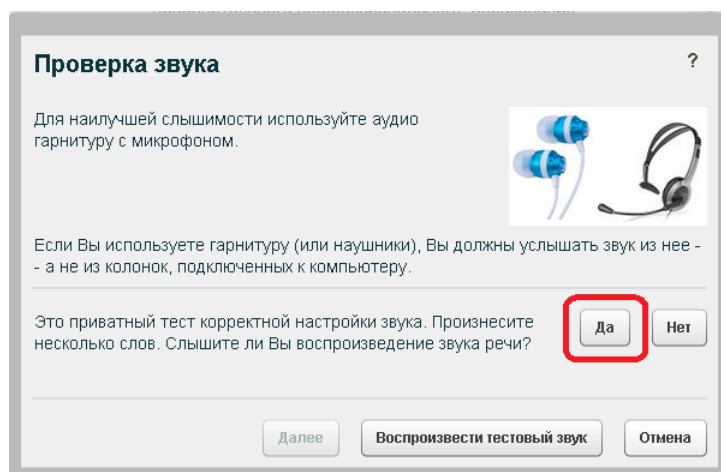 Проверка звука
?
Для наилучшей слышимости используйте аудио
гарнитуру с микрофоном.
Если Вы используете гарнитуру (или наушники), Вы должны услышать звук из нее -
- а не из колонок, подключенных к компьютеру.
Это приватный тест корректной настройки звука. Произнесите
несколько слов. Слышите ли Вы воспроизведение звука речи?
Да
Нет
Далее
Воспроизвести тестовый звук
Отмена